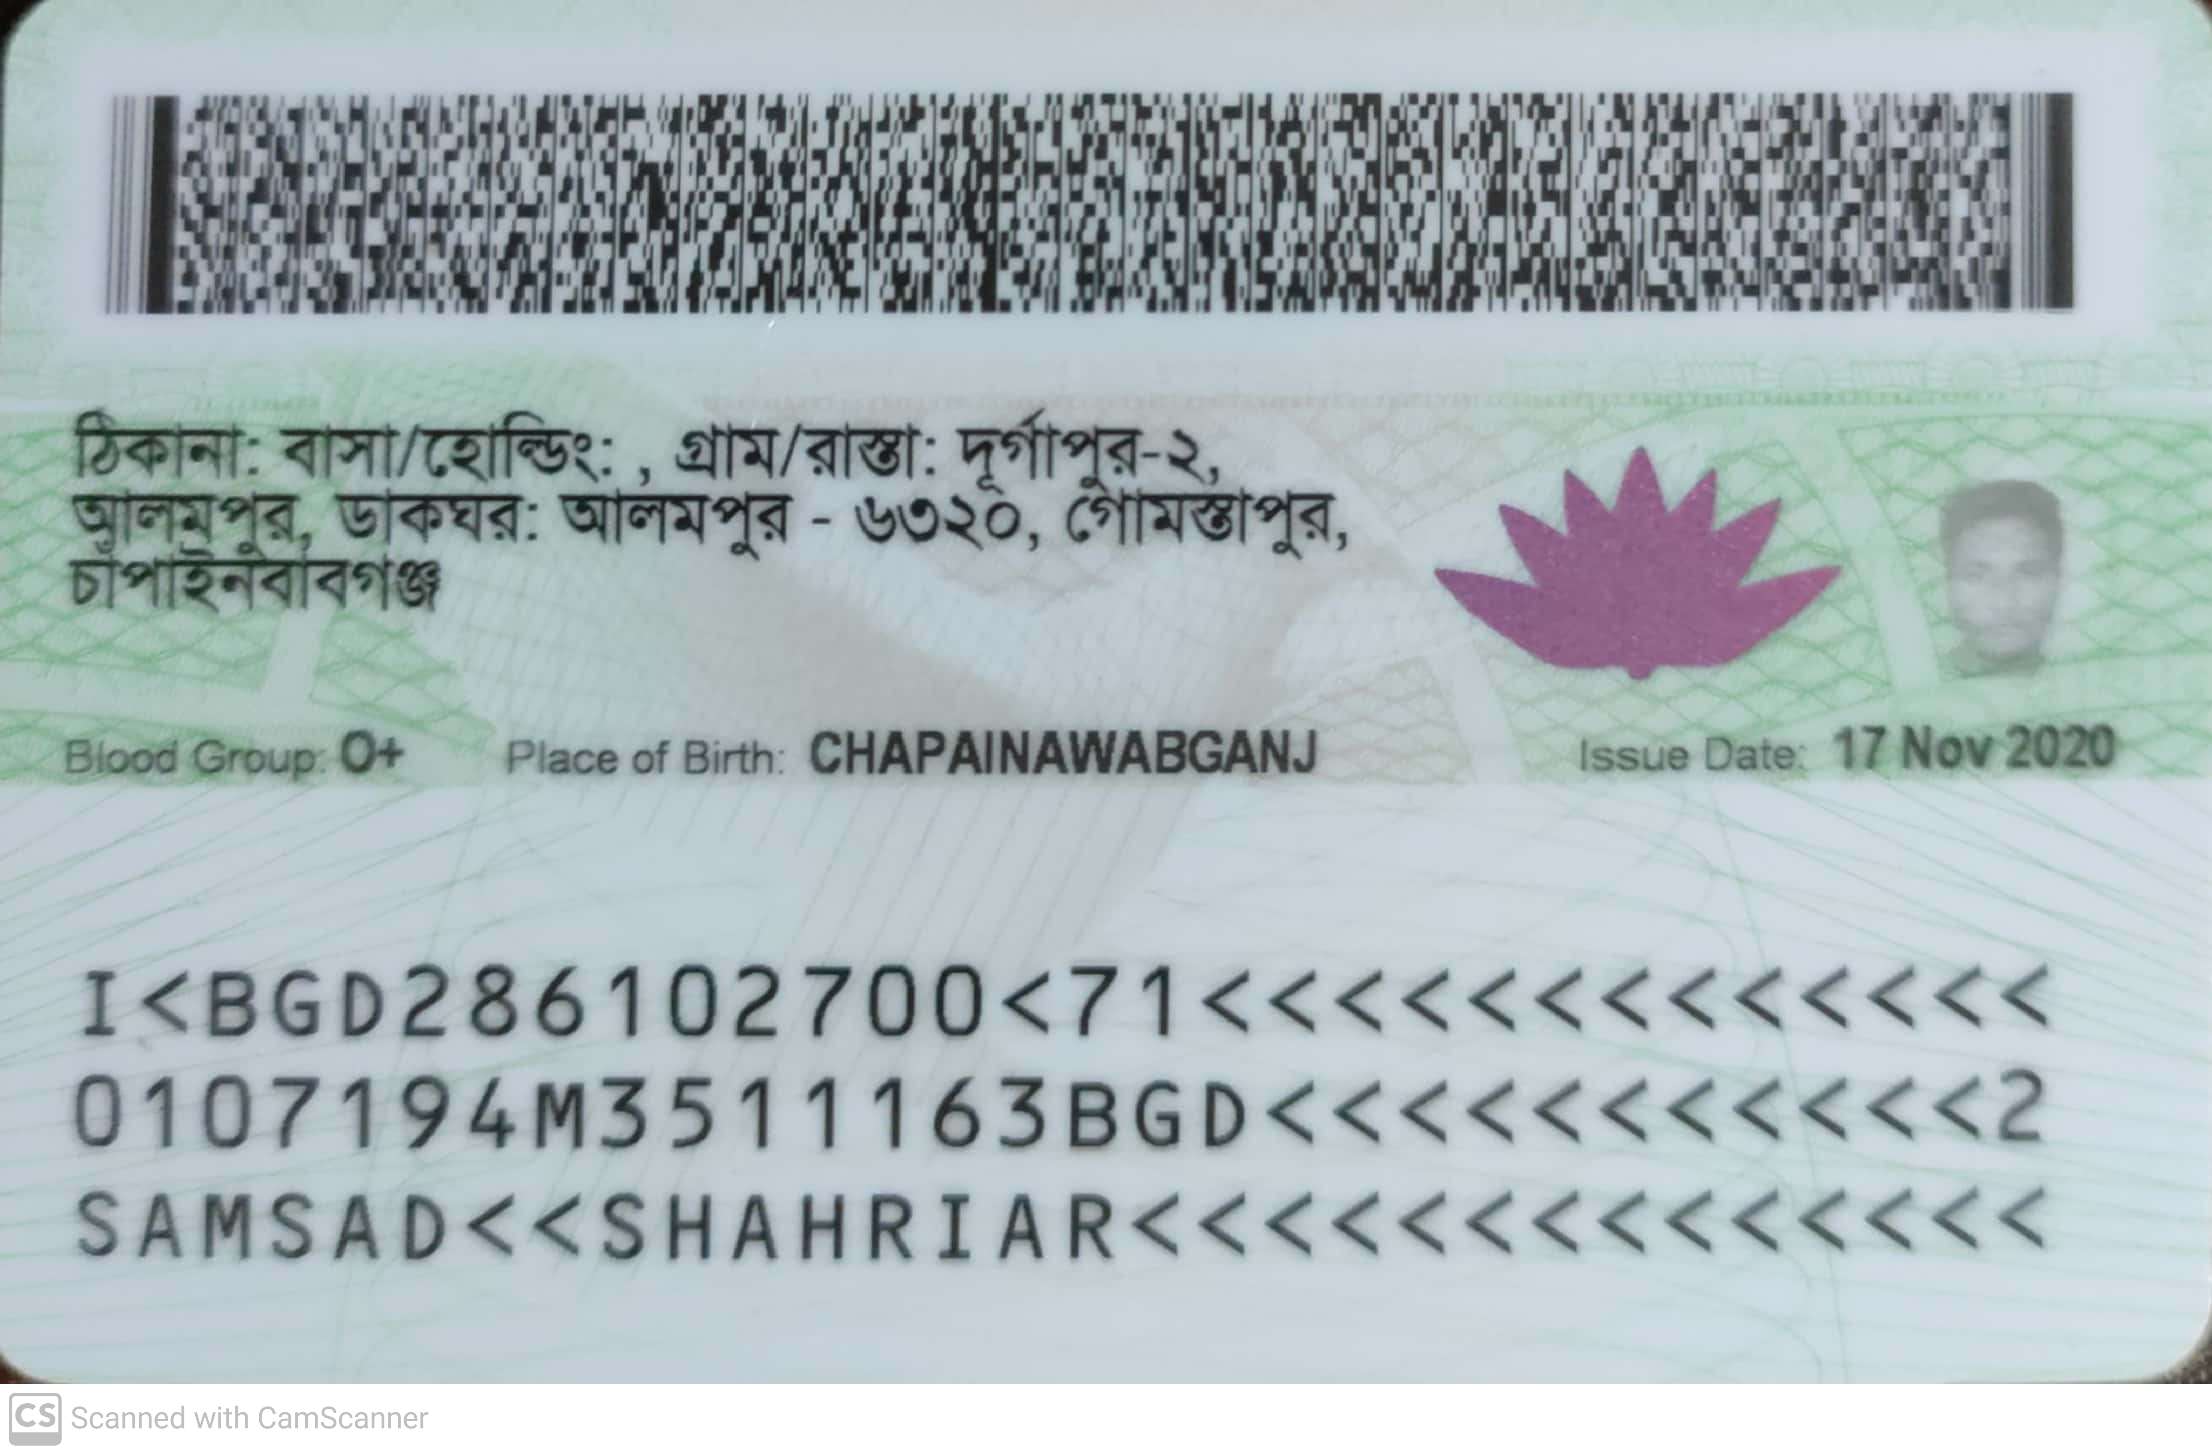 ঠিকানা: বাসা/হোল্ডিং: , গ্রাম/রাস্তা: দূর্গাপুর-২,
আলমপুর, ডাকঘর: আলমপুর - ৬৩২০, গোমস্তাপুর,
চাঁপাইনবাবগঞ্জ
Blood Group: O+ Place of Birth: CHAPAINAWABGANJ Issue Date: 17 Nov 2020
I<BGD286102700<71<<<<<<<<<<<<<
0107194M3511163BGD<<<<<<<<<<<2
SAMSAD<<SHAHRIAR<<<<<<<<<<<<<<
CS Scanned with CamScanner